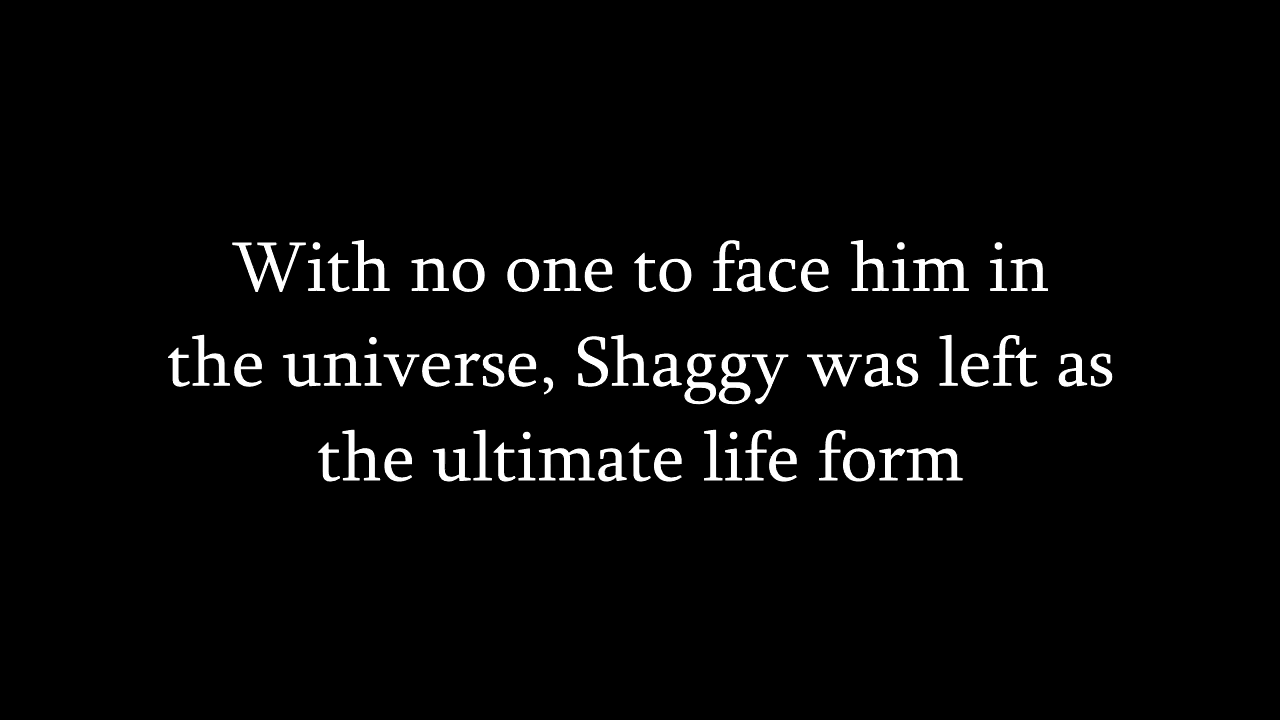 With no one to face him in
the universe, Shaggy was left as
the ultimate life form